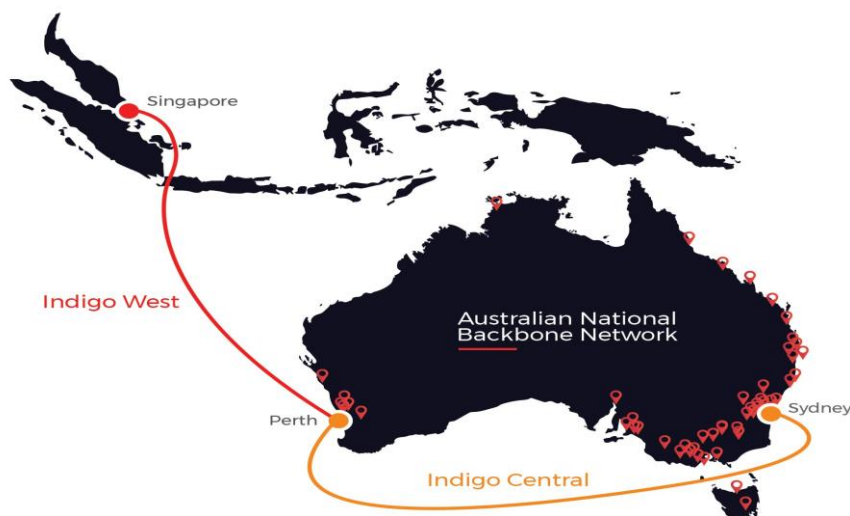 Singapore
Indigo West
Australian National
Backbone Network
Perth
Sydney
Indigo Central